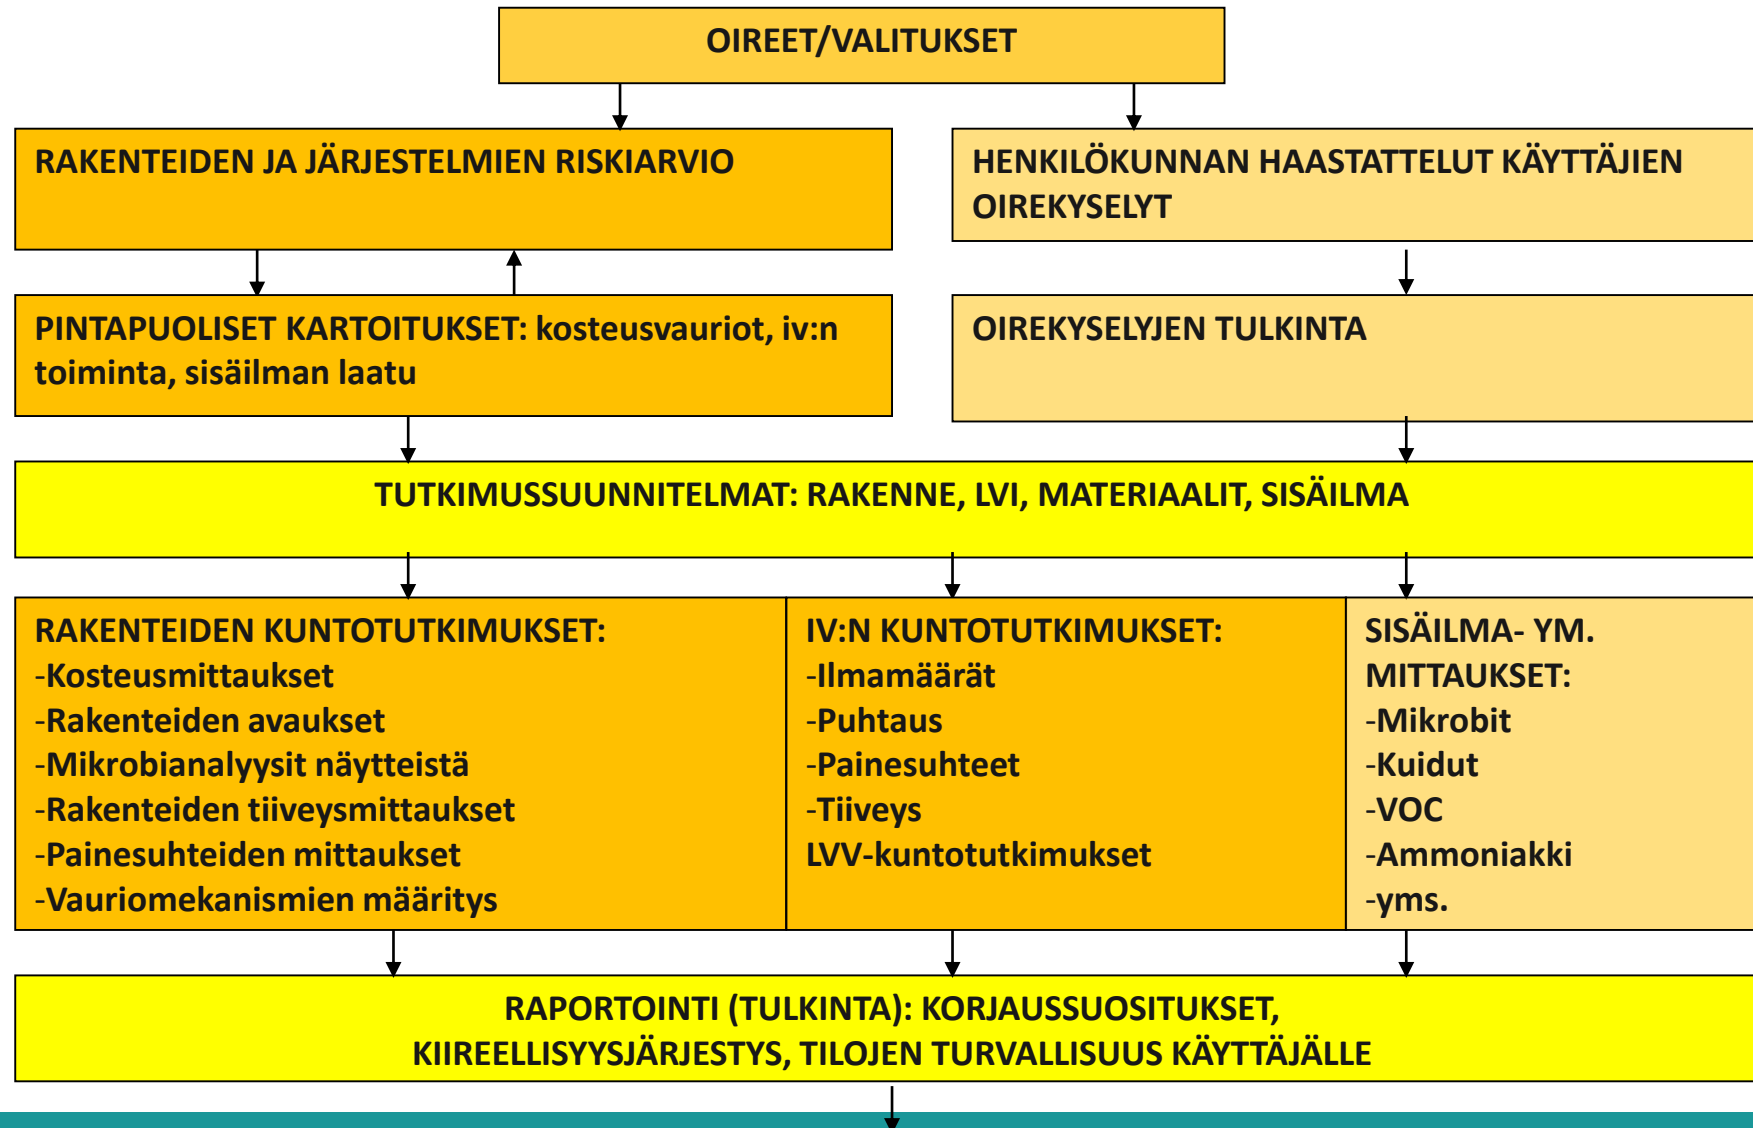 OIREET/VALITUKSET
RAKENTEIDEN JA JÄRJESTELMIEN RISKIARVIO
HENKILÖKUNNAN HAASTATTELUT KÄYTTÄJIEN
OIREKYSELYT
PINTAPUOLISET KARTOITUKSET: kosteusvauriot, iv:n
toiminta, sisäilman laatu
OIREKYSELYJEN TULKINTA
TUTKIMUSSUUNNITELMAT: RAKENNE, LVI, MATERIAALIT, SISÄILMA
RAKENTEIDEN KUNTOTUTKIMUKSET:
-Kosteusmittaukset
-Rakenteiden avaukset
-Mikrobianalyysit näytteistä
-Rakenteiden tiiveysmittaukset
-Painesuhteiden mittaukset
-Vauriomekanismien määritys
IV:N KUNTOTUTKIMUKSET:
-Ilmamäärät
-Puhtaus
-Painesuhteet
-Tiiveys
LVV-kuntotutkimukset
SISÄILMA- YM.
MITTAUKSET:
-Mikrobit
-Kuidut
-VOC
-Ammoniakki
-yms.
RAPORTOINTI (TULKINTA): KORJAUSSUOSITUKSET,
KIIREELLISYYSJÄRJESTYS, TILOJEN TURVALLISUUS KÄYTTÄJÄLLE